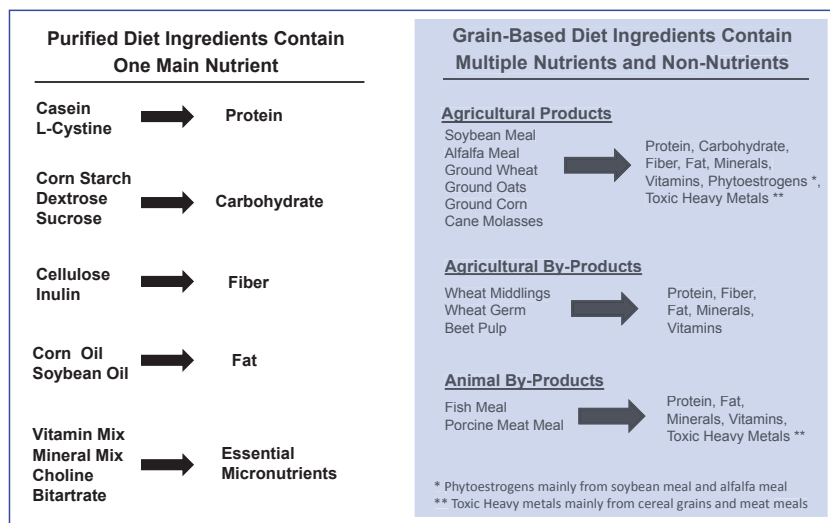 Purified Diet Ingredients Contain
One Main Nutrient
Casein
L-Cystine
Protein
Corn Starch
Dextrose
Sucrose
Carbohydrate
Cellulose
Inulin
Fiber
Corn Oil
Soybean Oil
Fat
Vitamin Mix
Mineral Mix
Choline
Bitartrate
Essential
Micronutrients
Grain-Based Diet Ingredients Contain
Multiple Nutrients and Non-Nutrients
Agricultural Products
Soybean Meal
Alfalfa Meal
Ground Wheat
Ground Oats
Ground Corn
Cane Molasses
Protein, Carbohydrate,
Fiber, Fat, Minerals,
Vitamins, Phytoestrogens *,
Toxic Heavy Metals **
Agricultural By-Products
Wheat Middlings
Wheat Germ
Beet Pulp
Protein, Fiber,
Fat, Minerals,
Vitamins
Animal By-Products
Fish Meal
Porcine Meat Meal
Protein, Fat,
Minerals, Vitamins,
Toxic Heavy Metals **
* Phytoestrogens mainly from soybean meal and alfalfa meal
** Toxic Heavy metals mainly from cereal grains and meat meals